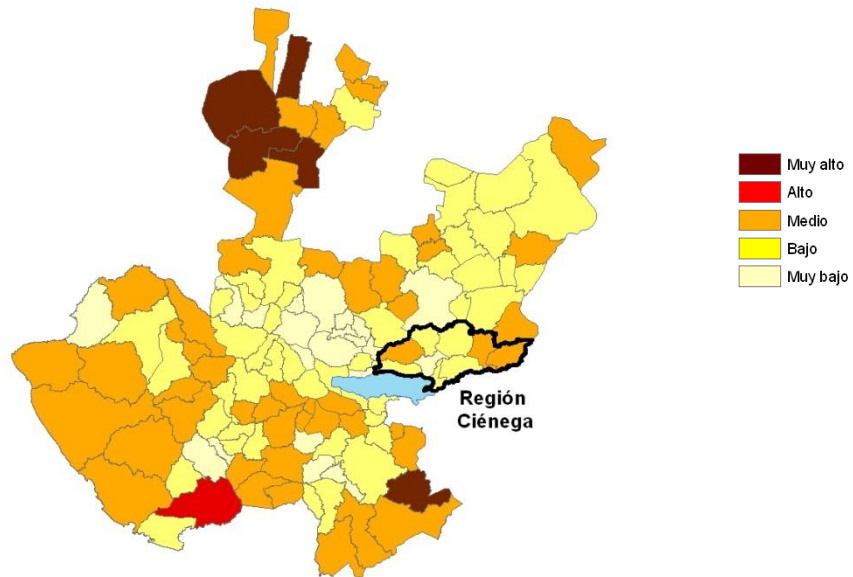 Muy alto
Alto
Medio
Bajo
Muy bajo
Región
Ciénega